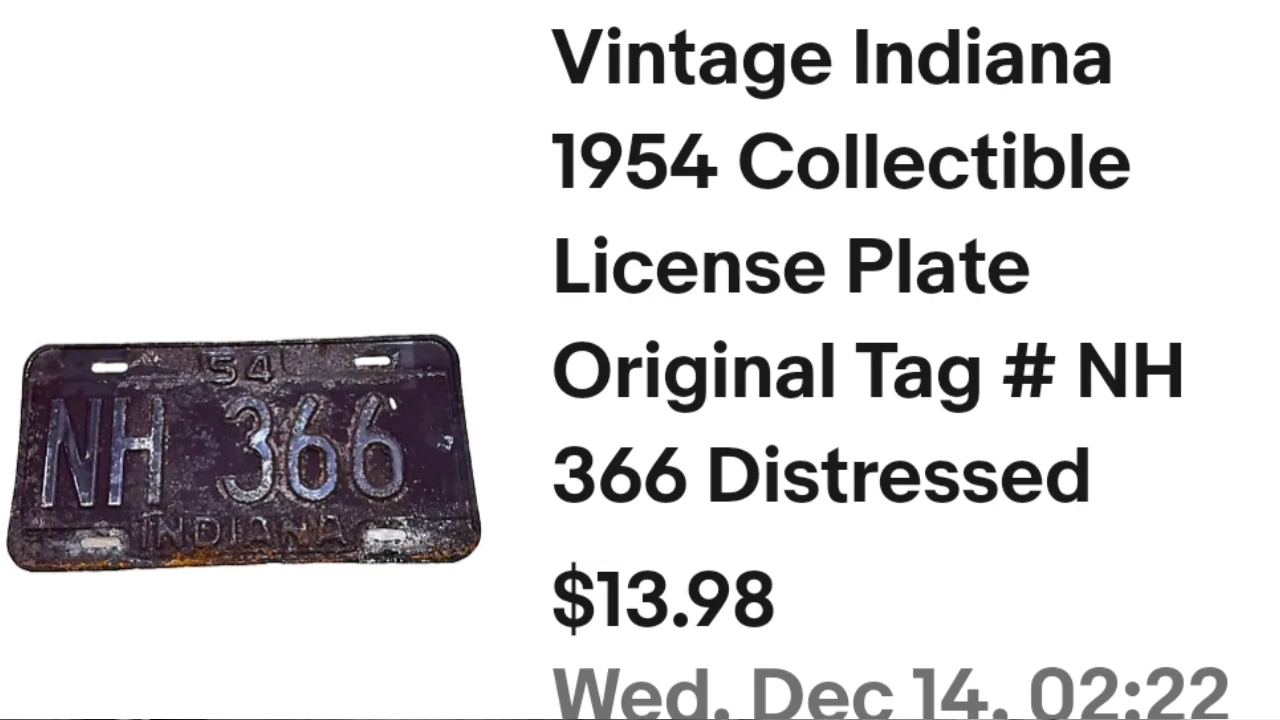 54
NH 366
INDIANA
Vintage Indiana
1954 Collectible
License Plate
Original Tag # NH
366 Distressed
$13.98
Wed, Dec 14, 02:22